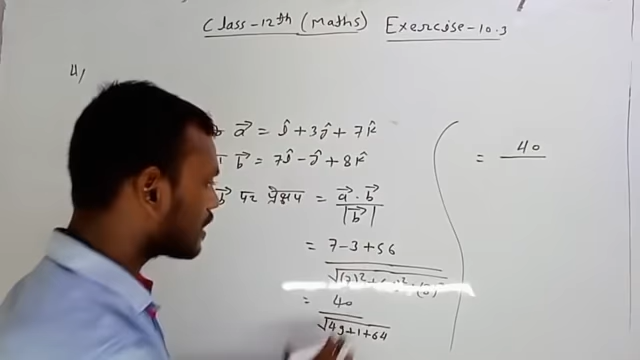 Class-12th (Maths) Exercise-10.3
4/
a⃗ = î + 3ĵ + 7k̂
b⃗ = 7î - ĵ + 8k̂
b⃗ पर प्रक्षेप = a⃗ . b⃗ / |b⃗|
= 7-3+56
= 40 / √49+1+64
= 40